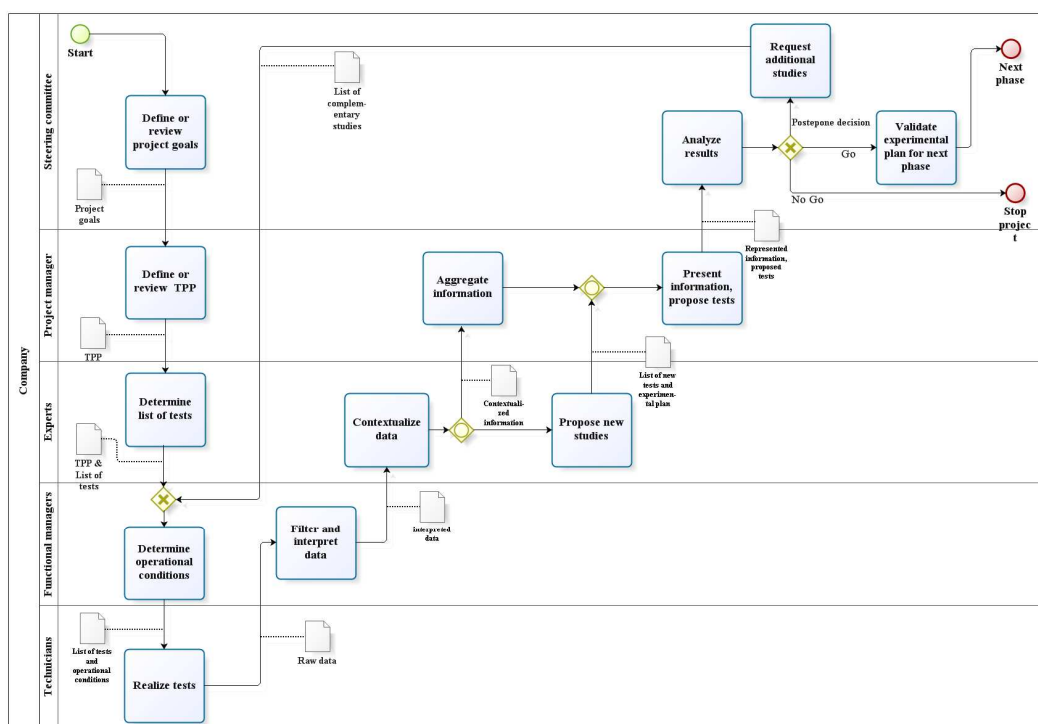 Company
Steering committee
Start
Define or
review
project goals
Project
goals
List of
complem-
entary
studies
Request
additional
studies
Next
phase
Analyze
results
Postepone decision
Go
No Go
Validate
experimental
plan for next
phase
Stop
projec
t
Represented
information,
proposed
tests
Project manager
Define or
review TPP
TPP
Aggregate
information
Present
information,
propose tests
Experts
Determine
list of tests
TPP &
List of
tests
Contextualize
data
Contextuali-
zed
information
Propose new
studies
List of new
tests and
experimen-
tal plan
Functional managers
Determine
operational
conditions
Filter and
interpret
data
interpreted
data
Technicians
List of tests
and
operational
conditions
Realize tests
Raw data